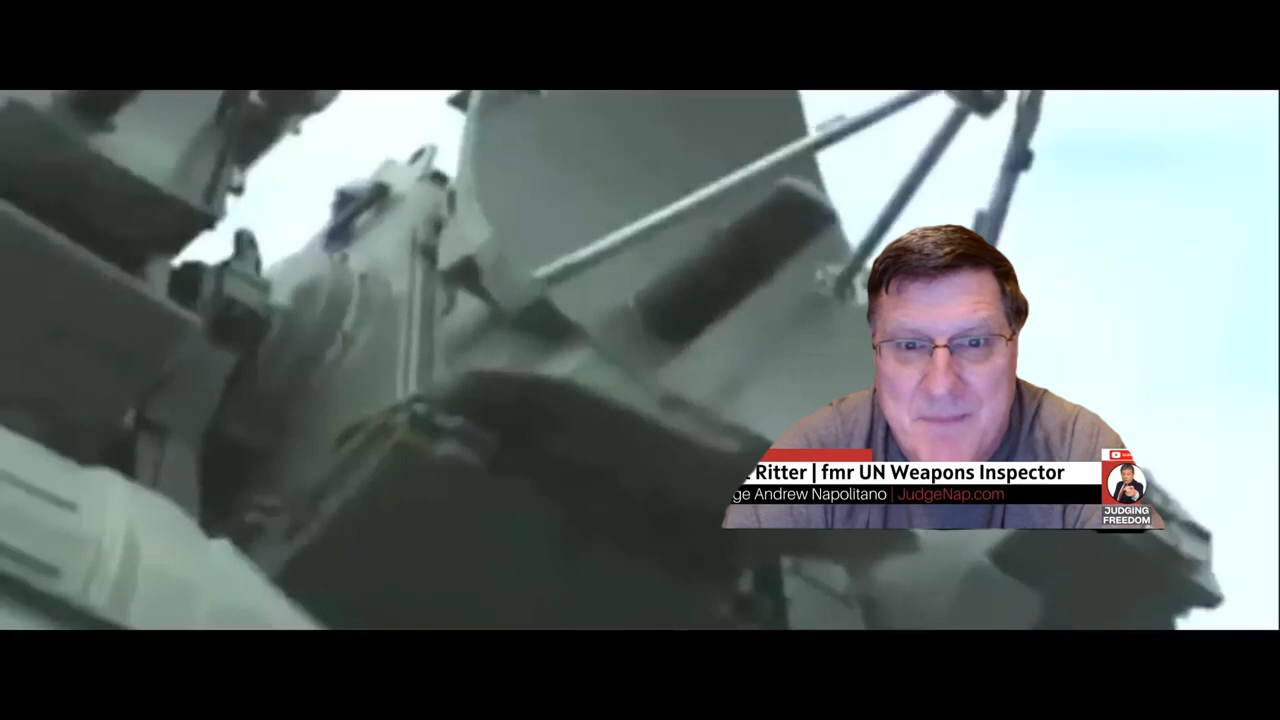 Ritter | fmr UN Weapons Inspector
ge Andrew Napolitano | JudgeNap.com
JUDGING
FREEDOM